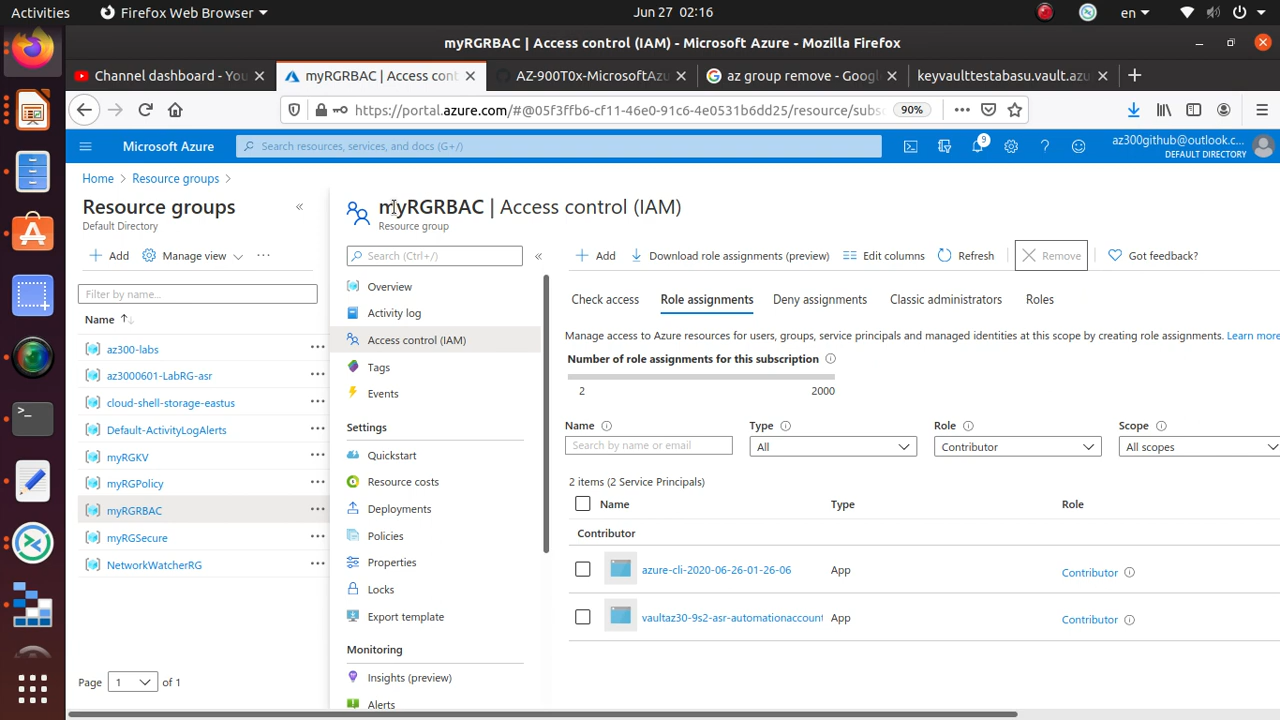 Activities
Firefox Web Browser
Jun 27 02:16
en
myRGRBAC | Access control (IAM) - Microsoft Azure - Mozilla Firefox
Channel dashboard - You
myRGRBAC | Access cont
AZ-900T0x-MicrosoftAzu
az group remove - Googl
keyvaulttestabasu.vault.azu
https://portal.azure.com/#@05f3ffb6-cf11-46e0-91c6-4e0531b6dd25/resource/subs
90%
Microsoft Azure
Search resources, services, and docs (G+/)
9
az300github@outlook.c...
DEFAULT DIRECTORY
Home
Resource groups
Resource groups
Default Directory
Add
Manage view
Filter by name...
Name
az300-labs
az3000601-LabRG-asr
cloud-shell-storage-eastus
Default-ActivityLogAlerts
myRGKV
myRGPolicy
myRGRBAC
myRGSecure
NetworkWatcherRG
Page 1 of 1
myRGRBAC | Access control (IAM)
Resource group
Search (Ctrl+/)
Overview
Activity log
Access control (IAM)
Tags
Events
Settings
Quickstart
Resource costs
Deployments
Policies
Properties
Locks
Export template
Monitoring
Insights (preview)
Alerts
Add
Download role assignments (preview)
Edit columns
Refresh
Remove
Got feedback?
Check access
Role assignments
Deny assignments
Classic administrators
Roles
Manage access to Azure resources for users, groups, service principals and managed identities at this scope by creating role assignments. Learn more
Number of role assignments for this subscription
2
2000
Name
Type
Role
Scope
Search by name or email
All
Contributor
All scopes
2 items (2 Service Principals)
Name
Type
Role
Contributor
azure-cli-2020-06-26-01-26-06
App
Contributor
vaultaz30-9s2-asr-automationaccount
App
Contributor